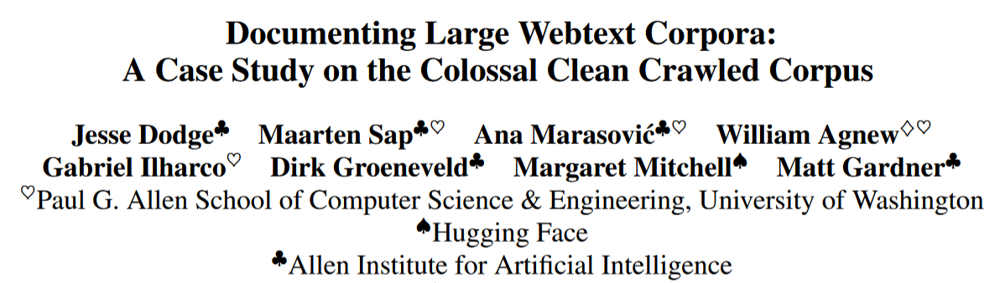 Documenting Large Webtext Corpora:
A Case Study on the Colossal Clean Crawled Corpus
Jesse Dodge♣ Maarten Sap♣♡ Ana Marasović♣♡ William Agnew♢♡
Gabriel Ilharco♡ Dirk Groeneveld♣ Margaret Mitchell♠ Matt Gardner♣
♡Paul G. Allen School of Computer Science & Engineering, University of Washington
♠Hugging Face
♣Allen Institute for Artificial Intelligence